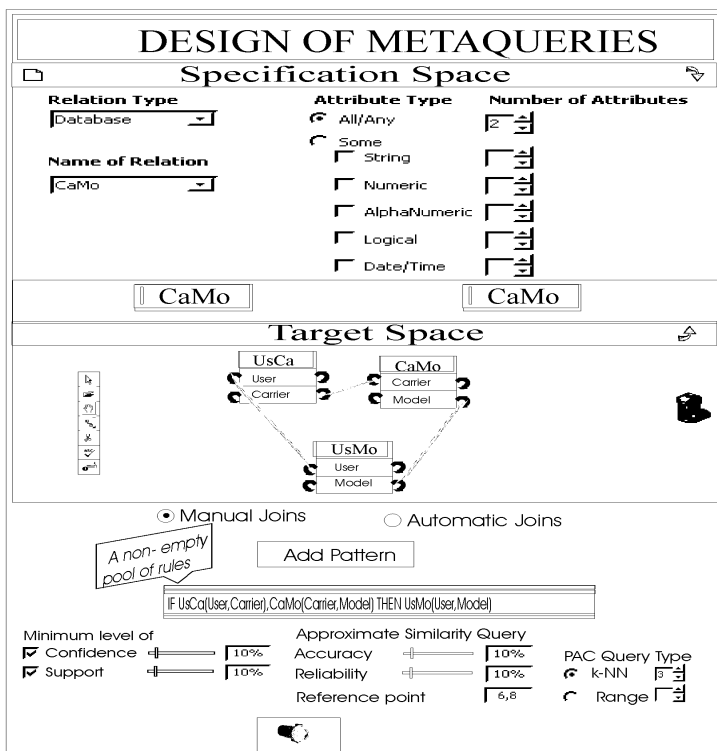 DESIGN OF METAQUERIES
Specification Space
Relation Type Attribute Type Number of Attributes
Database All/Any 2
Some
Name of Relation String
CaMo Numeric
AlphaNumeric
Logical
Date/Time
CaMo CaMo
Target Space
UsCa CaMo
User Carrier
Carrier Model
UsMo
User
Model
Manual Joins Automatic Joins
A non- empty
pool of rules
Add Pattern
IF UsCa(User,Carrier),CaMo(Carrier,Model) THEN UsMo(User,Model)
Minimum level of Approximate Similarity Query
Confidence 10% Accuracy 10% PAC Query Type
Support 10% Reliability 10% k-NN 3
Reference point 6,8 Range